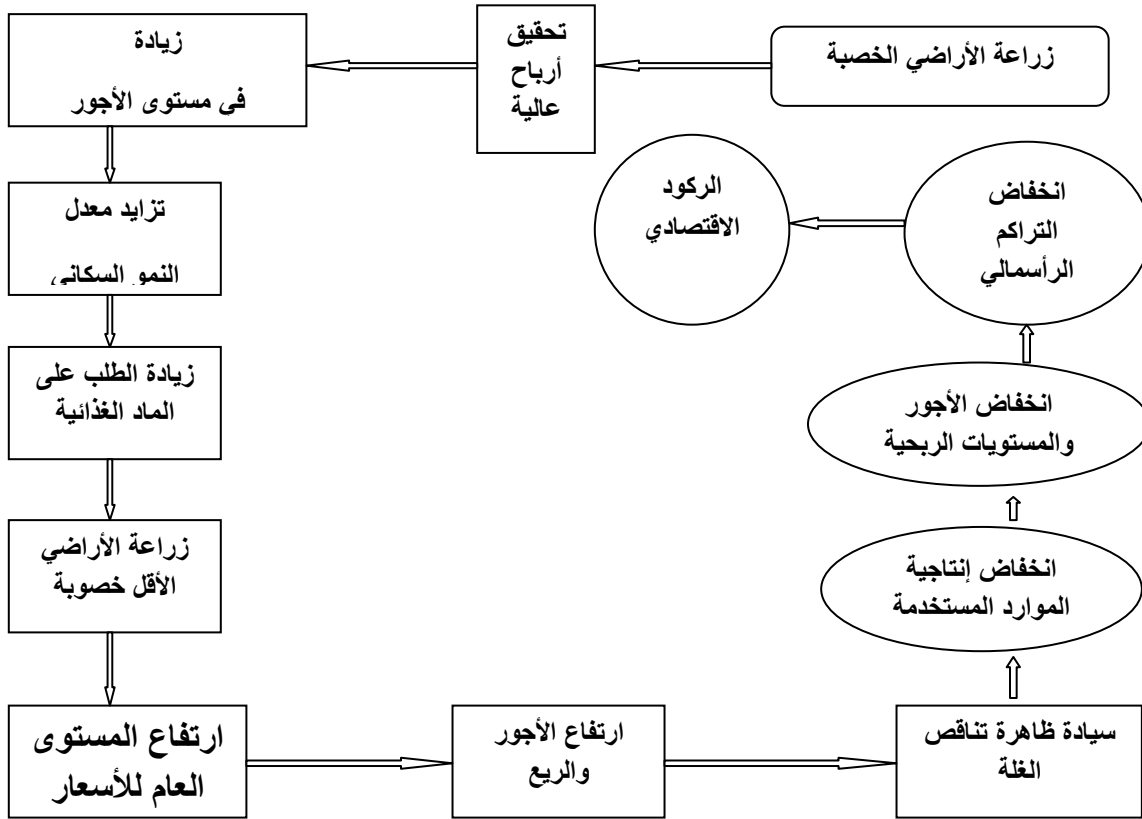 زراعة الأراضي الخصبة
تحقيق
أرباح
عالية
زيادة
في مستوى الأجور
تزايد معدل
النمو السكاني
زيادة الطلب على
الماد الغذائية
زراعة الأراضي
الأقل خصوبة
ارتفاع المستوى
العام للأسعار
ارتفاع الأجور
والريع
سيادة ظاهرة تناقص
الغلة
انخفاض إنتاجية
الموارد المستخدمة
انخفاض الأجور
والمستويات الربحية
انخفاض
التراكم
الرأسمالي
الركود
الاقتصادي